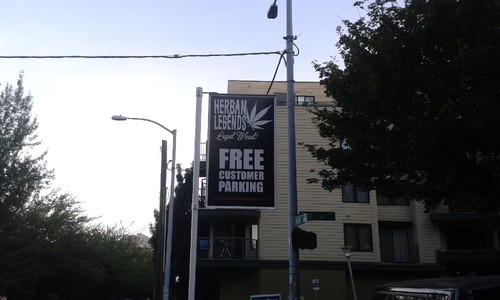 HERBAN
LEGENDS
Legal Weed!
FREE
CUSTOMER
PARKING